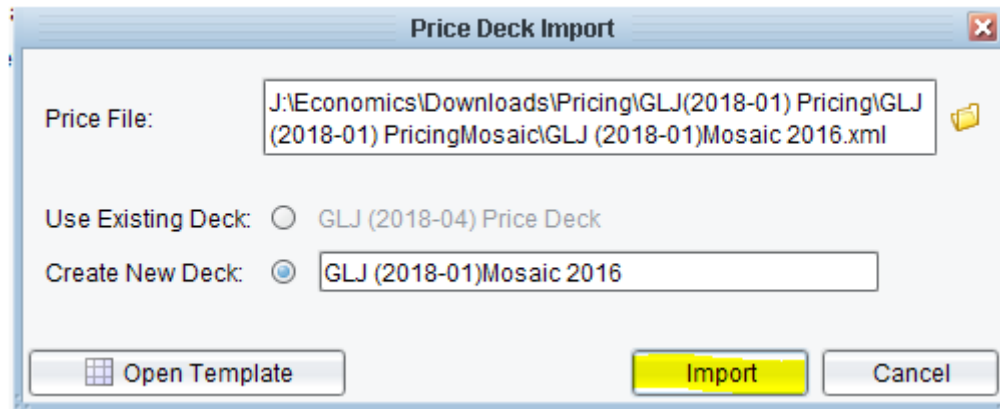 Price Deck Import
Price File:
J:\Economics\Downloads\Pricing\GLJ(2018-01) Pricing\GLJ
(2018-01) PricingMosaic\GLJ (2018-01)Mosaic 2016.xml
Use Existing Deck: GLJ (2018-04) Price Deck
Create New Deck: GLJ (2018-01)Mosaic 2016
Open Template Import Cancel